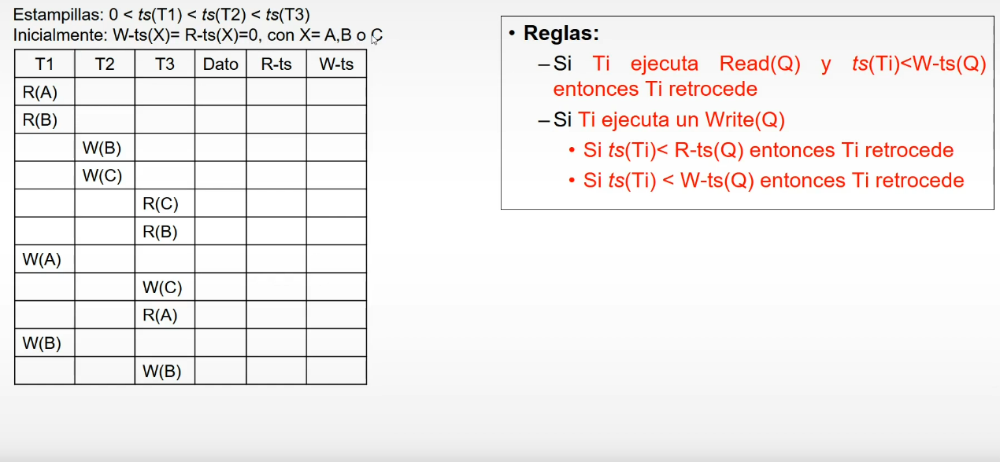 Estampillas: 0 < ts(T1) < ts(T2) < ts(T3)
Inicialmente: W-ts(X)= R-ts(X)=0, con X= A,B o C
T1 T2 T3 Dato R-ts W-ts
R(A)
R(B)
W(B)
W(C)
R(C)
R(B)
W(A)
W(C)
R(A)
W(B)
W(B)
• Reglas:
–Si Ti ejecuta Read(Q) y ts(Ti)<W-ts(Q)
entonces Ti retrocede
–Si Ti ejecuta un Write(Q)
• Si ts(Ti)< R-ts(Q) entonces Ti retrocede
• Si ts(Ti) < W-ts(Q) entonces Ti retrocede